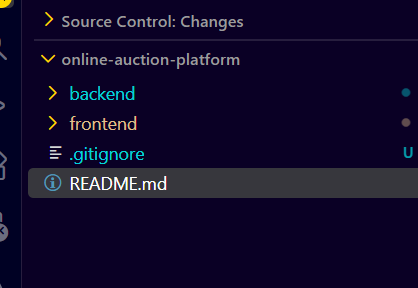 Source Control: Changes
online-auction-platform
backend
frontend
.gitignore U
README.md